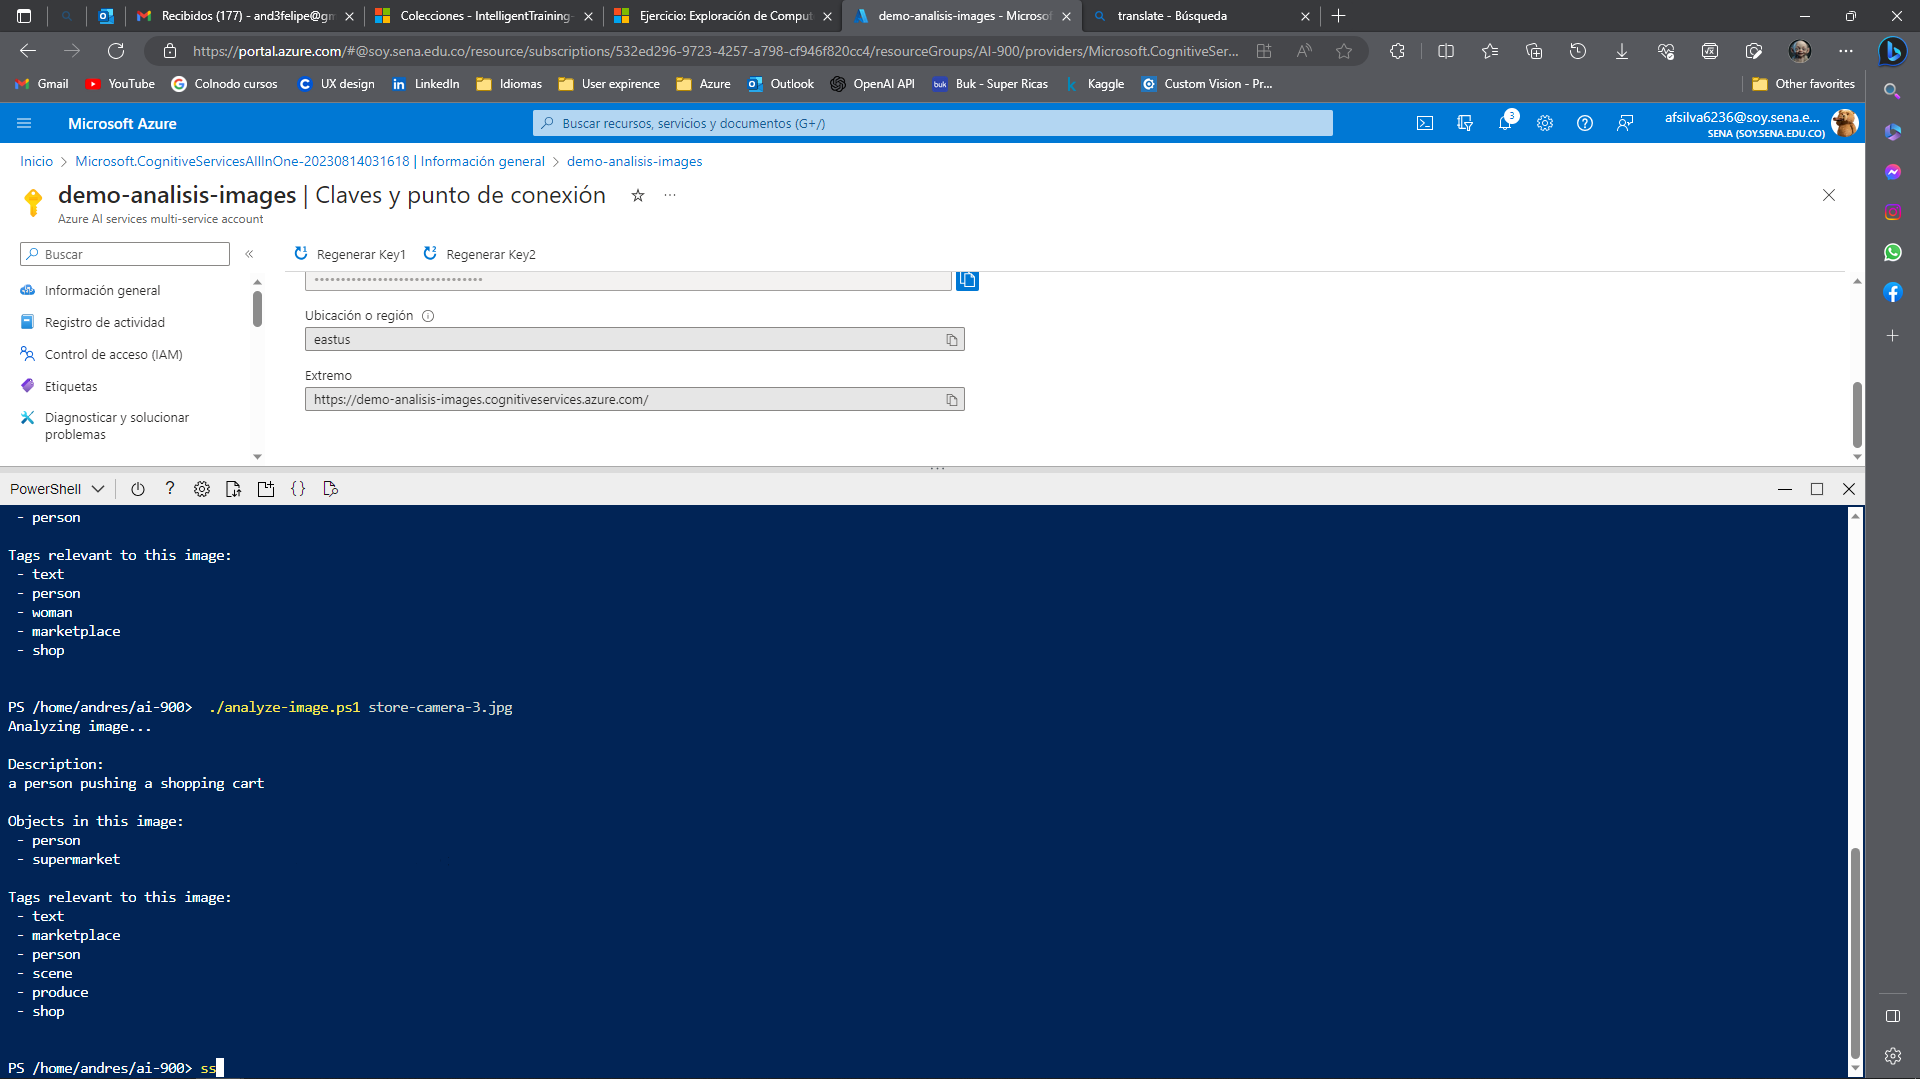 Recibidos (177) - and3felipe@gm
Colecciones - IntelligentTraining-
Ejercicio: Exploración de Comput
demo-analisis-images - Microsof
translate - Búsqueda
https://portal.azure.com/#@soy.sena.edu.co/resource/subscriptions/532ed296-9723-4257-a798-cf946f820cc4/resourceGroups/AI-900/providers/Microsoft.CognitiveSer...
Gmail
YouTube
Colnodo cursos
UX design
LinkedIn
Idiomas
User expirence
Azure
Outlook
OpenAI API
buk
Buk - Super Ricas
Kaggle
Custom Vision - Pr...
Other favorites
Microsoft Azure
Buscar recursos, servicios y documentos (G+/)
3
afsilva6236@soy.sena.e...
SENA (SOY.SENA.EDU.CO)
Inicio > Microsoft.CognitiveServicesAllInOne-20230814031618 | Información general > demo-analisis-images
demo-analisis-images | Claves y punto de conexión
Azure AI services multi-service account
Buscar
Regenerar Key1
Regenerar Key2
Información general
Registro de actividad
Control de acceso (IAM)
Etiquetas
Diagnosticar y solucionar
problemas
Ubicación o región
eastus
Extremo
https://demo-analisis-images.cognitiveservices.azure.com/
PowerShell
- person
Tags relevant to this image:
- text
- person
- woman
- marketplace
- shop
PS /home/andres/ai-900> ./analyze-image.ps1 store-camera-3.jpg
Analyzing image...
Description:
a person pushing a shopping cart
Objects in this image:
- person
- supermarket
Tags relevant to this image:
- text
- marketplace
- person
- scene
- produce
- shop
PS /home/andres/ai-900> ss